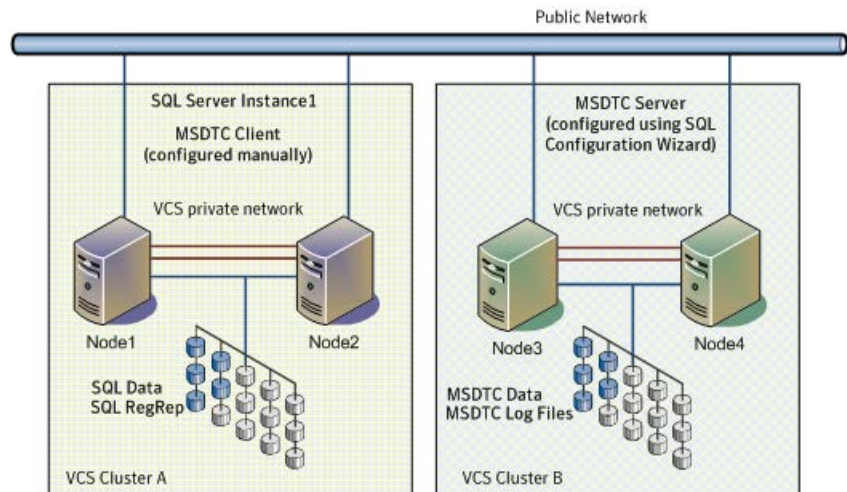 Public Network
SQL Server Instance1
MSDTC Client
(configured manually)
VCS private network
Node1
Node2
SQL Data
SQL RegRep
VCS Cluster A
MSDTC Server
(configured using SQL
Configuration Wizard)
VCS private network
Node3
Node4
MSDTC Data
MSDTC Log Files
VCS Cluster B